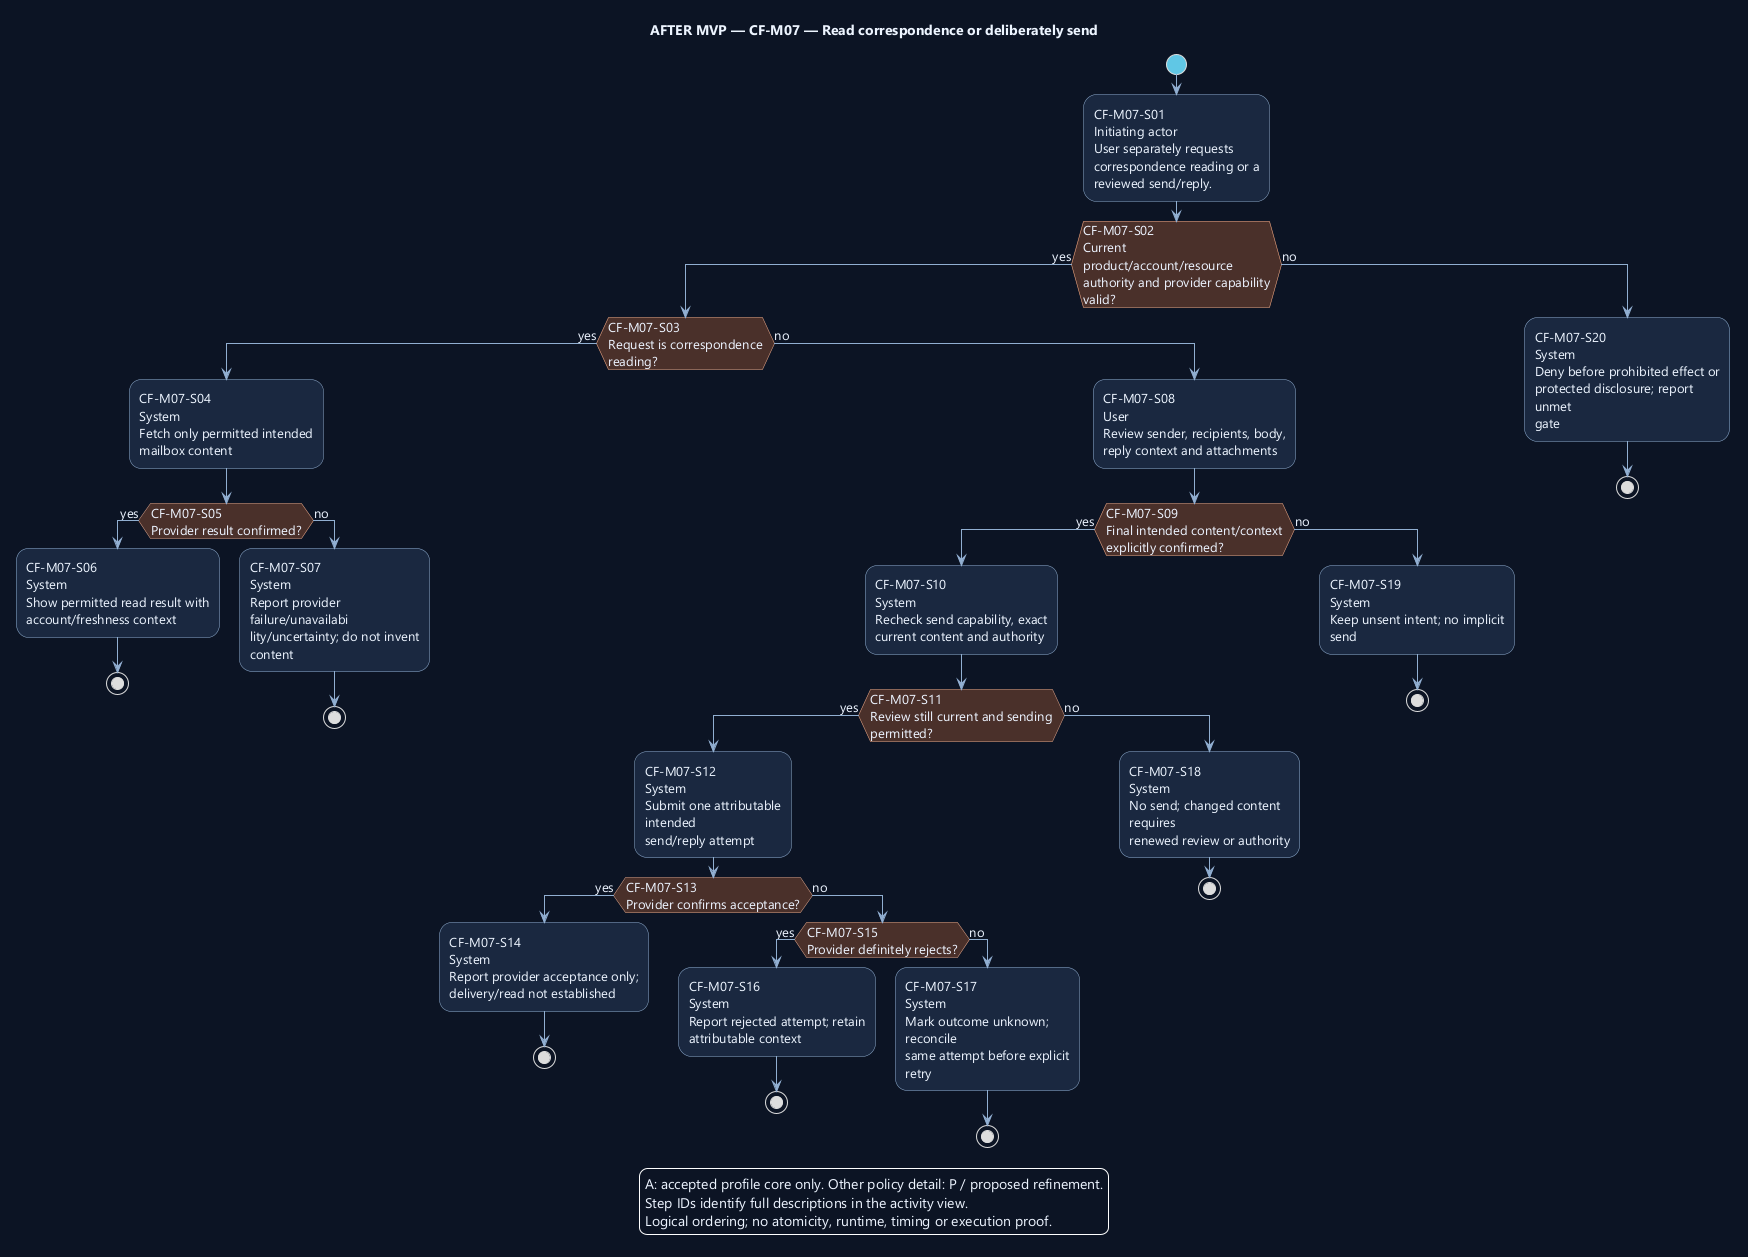 AFTER MVP — CF-M07 — Read correspondence or deliberately send
CF-M07-S01
Initiating actor
User separately requests
correspondence reading or a
reviewed send/reply.
CF-M07-S02
Current
product/account/resource
authority and provider capability
valid?
yes
no
CF-M07-S03
Request is correspondence
reading?
yes
no
CF-M07-S20
System
Deny before prohibited effect or
protected disclosure; report
unmet
gate
CF-M07-S04
System
Fetch only permitted intended
mailbox content
CF-M07-S08
User
Review sender, recipients, body,
reply context and attachments
CF-M07-S05
Provider result confirmed?
yes
no
CF-M07-S09
Final intended content/context
explicitly confirmed?
yes
no
CF-M07-S06
System
Show permitted read result with
account/freshness context
CF-M07-S07
System
Report provider
failure/unavailabi
lity/uncertainty; do not invent
content
CF-M07-S10
System
Recheck send capability, exact
current content and authority
CF-M07-S19
System
Keep unsent intent; no implicit
send
CF-M07-S11
Review still current and sending
permitted?
yes
no
CF-M07-S12
System
Submit one attributable
intended
send/reply attempt
CF-M07-S18
System
No send; changed content
requires
renewed review or authority
CF-M07-S13
Provider confirms acceptance?
yes
no
CF-M07-S14
System
Report provider acceptance only;
delivery/read not established
CF-M07-S15
Provider definitely rejects?
yes
no
CF-M07-S16
System
Report rejected attempt; retain
attributable context
CF-M07-S17
System
Mark outcome unknown;
reconcile
same attempt before explicit
retry
A: accepted profile core only. Other policy detail: P / proposed refinement.
Step IDs identify full descriptions in the activity view.
Logical ordering; no atomicity, runtime, timing or execution proof.